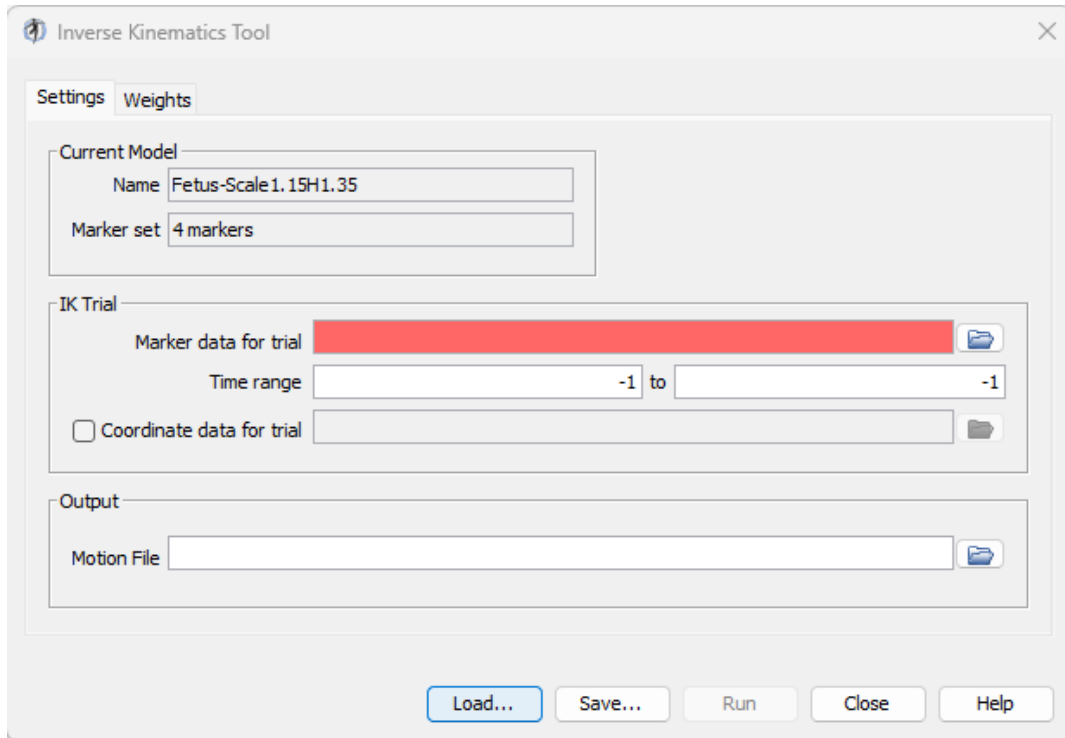 Inverse Kinematics Tool
Settings Weights
Current Model
Name Fetus-Scale1.15H1.35
Marker set 4 markers
IK Trial
Marker data for trial
Time range -1 to -1
Coordinate data for trial
Output
Motion File
Load... Save... Run Close Help